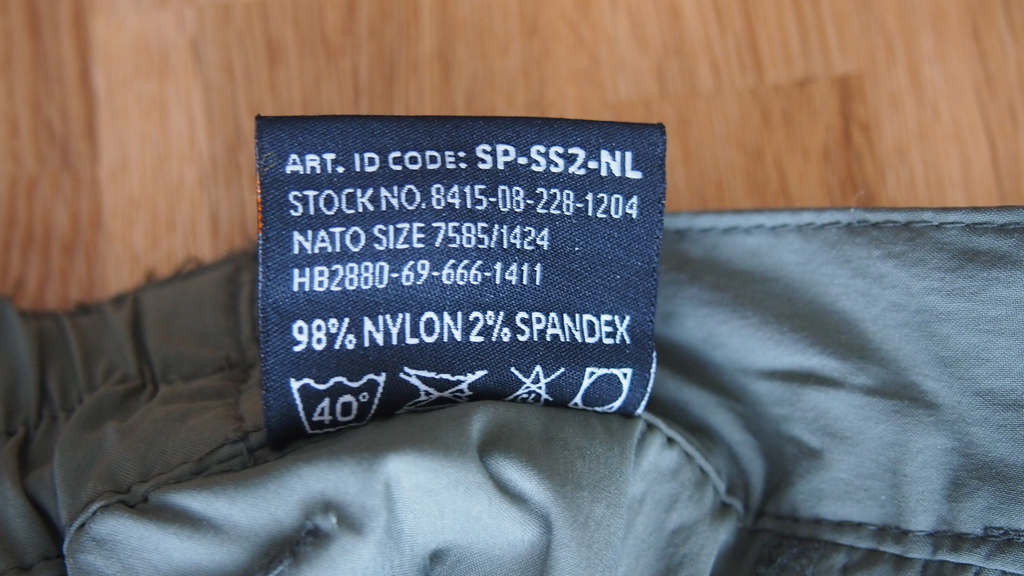 ART. ID CODE: SP-SS2-NL
STOCK NO. 8415-08-228-1204
NATO SIZE 7585/1424
HB2880-69-666-1411
98% NYLON 2% SPANDEX
40°